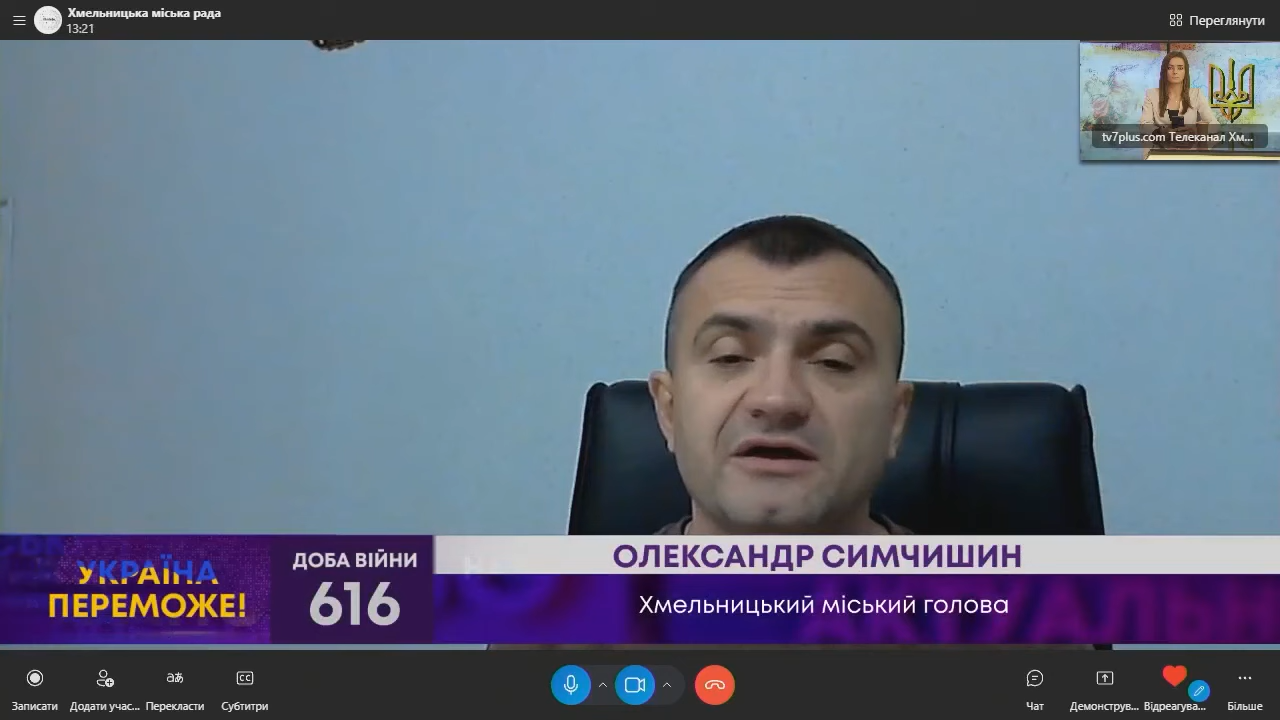 Хмельницька міська рада
13:21
Переглянути
tv7plus.com Телеканал Хм...
УКРАЇНА
ПЕРЕМОЖЕ!
ДОБА ВІЙНИ
616
ОЛЕКСАНДР СИМЧИШИН
Хмельницький міський голова
Записати
Додати учас...
Перекласти
Субтитри
Чат
Демонструв...
Відреагува...
Більше